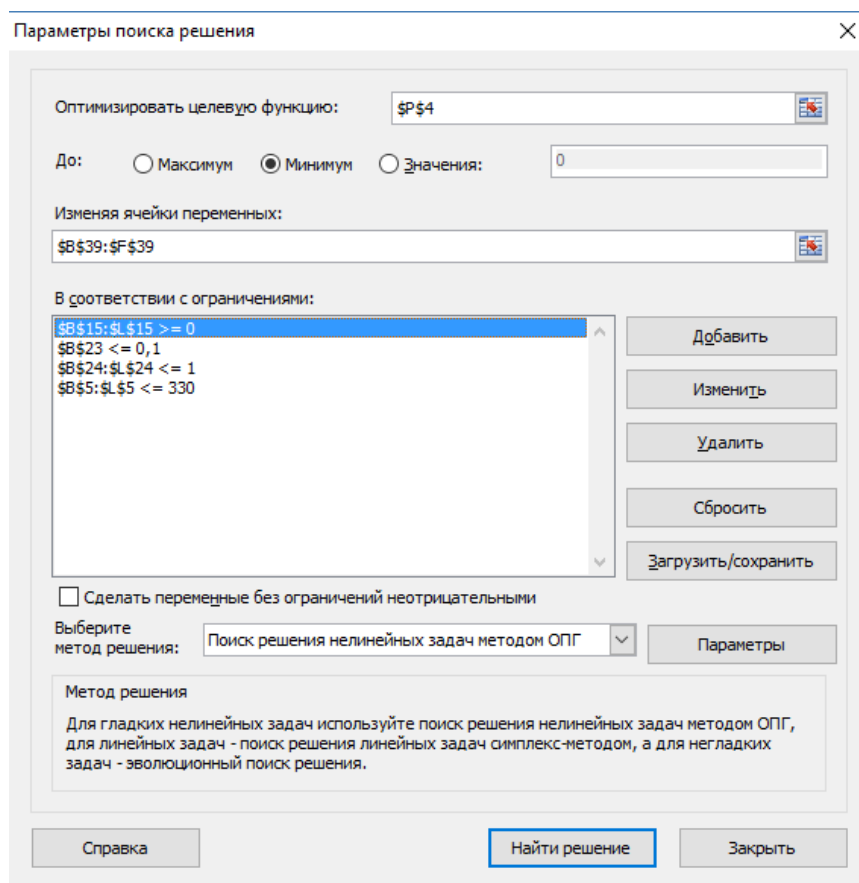 Параметры поиска решения
Оптимизировать целевую функцию:
$P$4
До:
Максимум
Минимум
Значения:
0
Изменяя ячейки переменных:
$B$39:$F$39
В соответствии с ограничениями:
$B$15:$L$15 >= 0
$B$23 <= 0,1
$B$24:$L$24 <= 1
$B$5:$L$5 <= 330
Добавить
Изменить
Удалить
Сбросить
Загрузить/сохранить
Сделать переменные без ограничений неотрицательными
Выберите
метод решения:
Поиск решения нелинейных задач методом ОПГ
Параметры
Метод решения
Для гладких нелинейных задач используйте поиск решения нелинейных задач методом ОПГ,
для линейных задач - поиск решения линейных задач симплекс-методом, а для негладких
задач - эволюционный поиск решения.
Справка
Найти решение
Закрыть